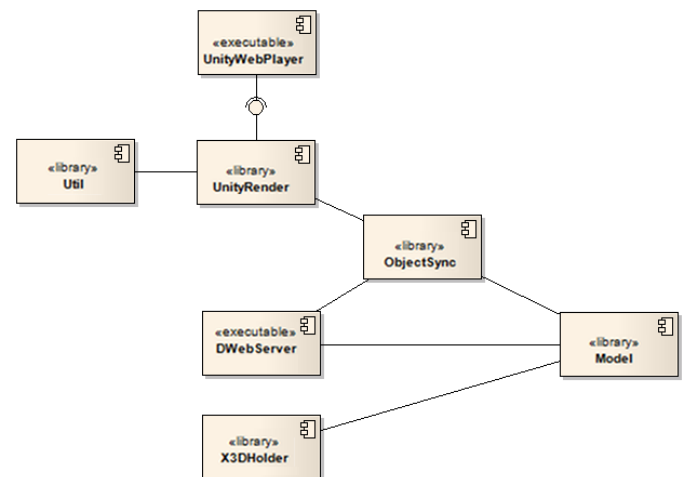 «executable»
UnityWebPlayer
«library»
Util
«library»
UnityRender
«library»
ObjectSync
«executable»
DWebServer
«library»
Model
«library»
X3DHolder